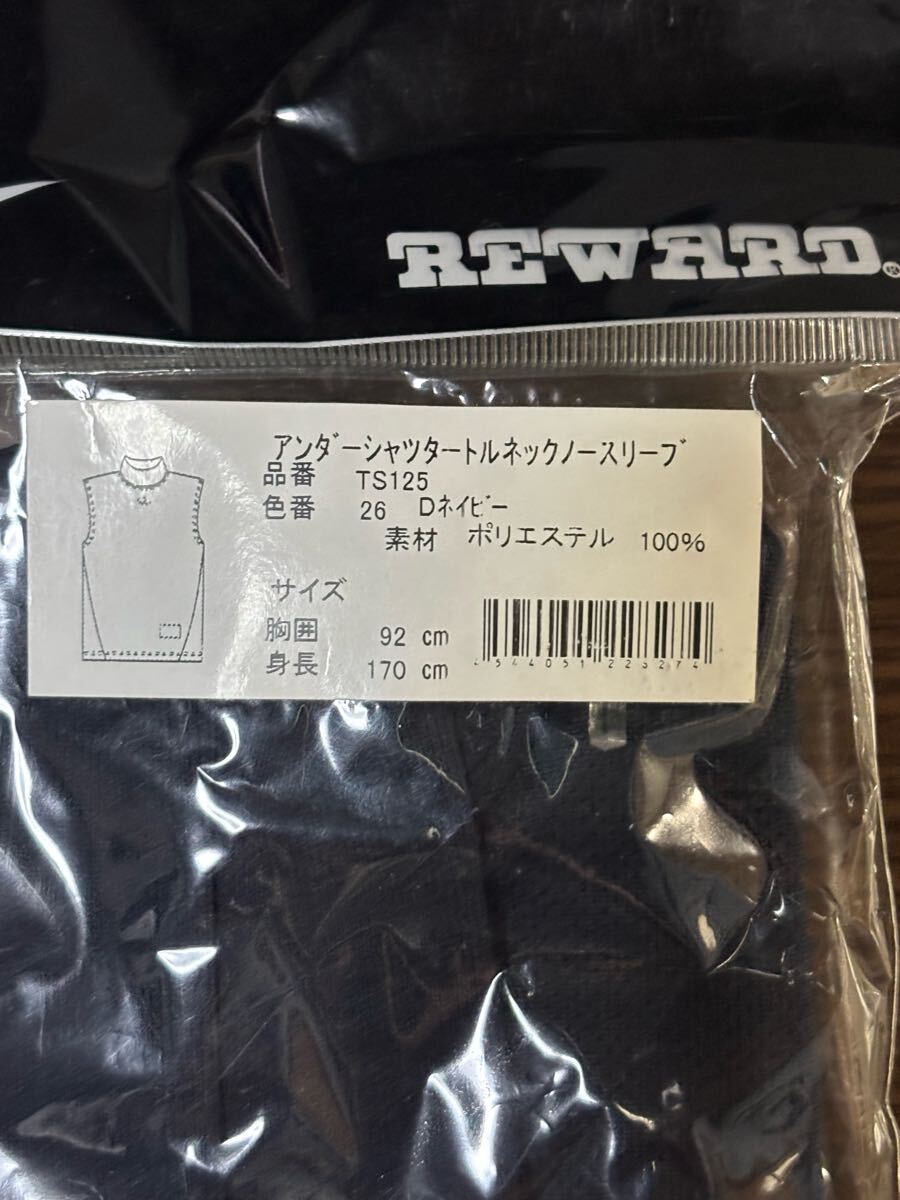 REWARD®
アンダーシャツタートルネックノースリーブ
品番 TS125
色番 26 Dネイビー
素材 ポリエステル 100%
サイズ
胸囲 92 cm
身長 170 cm
4544051223274